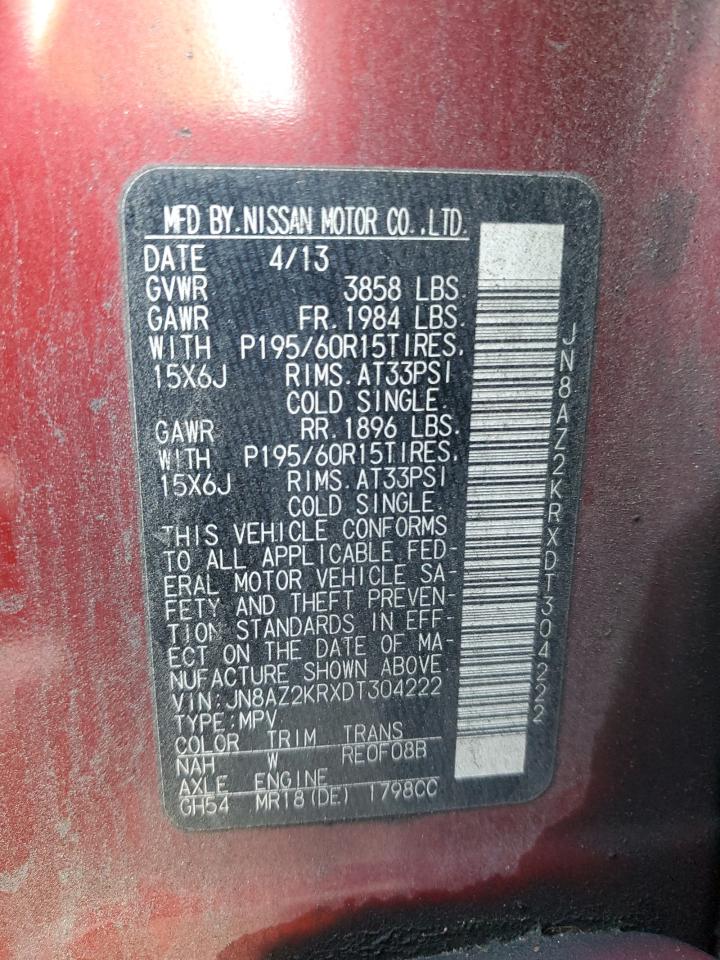 MFD BY.NISSAN MOTOR CO.,LTD.
DATE 4/13
GVWR 3858 LBS.
GAWR FR.1984 LBS.
WITH P195/60R15TIRES.
15X6J RIMS.AT33PSI
COLD SINGLE.
GAWR RR.1896 LBS.
WITH P195/60R15TIRES.
15X6J RIMS.AT33PSI
COLD SINGLE.
THIS VEHICLE CONFORMS
TO ALL APPLICABLE FED-
ERAL MOTOR VEHICLE SA-
FETY AND THEFT PREVEN-
TION STANDARDS IN EFF-
ECT ON THE DATE OF MA-
NUFACTURE SHOWN ABOVE
VIN:JN8AZ2KRXDT304222
TYPE:MPV
COLOR TRIM TRANS
NAH W RE0F08B
AXLE ENGINE
GH54 MR18(DE) 1798CC
JN8AZ2KRXDT304222